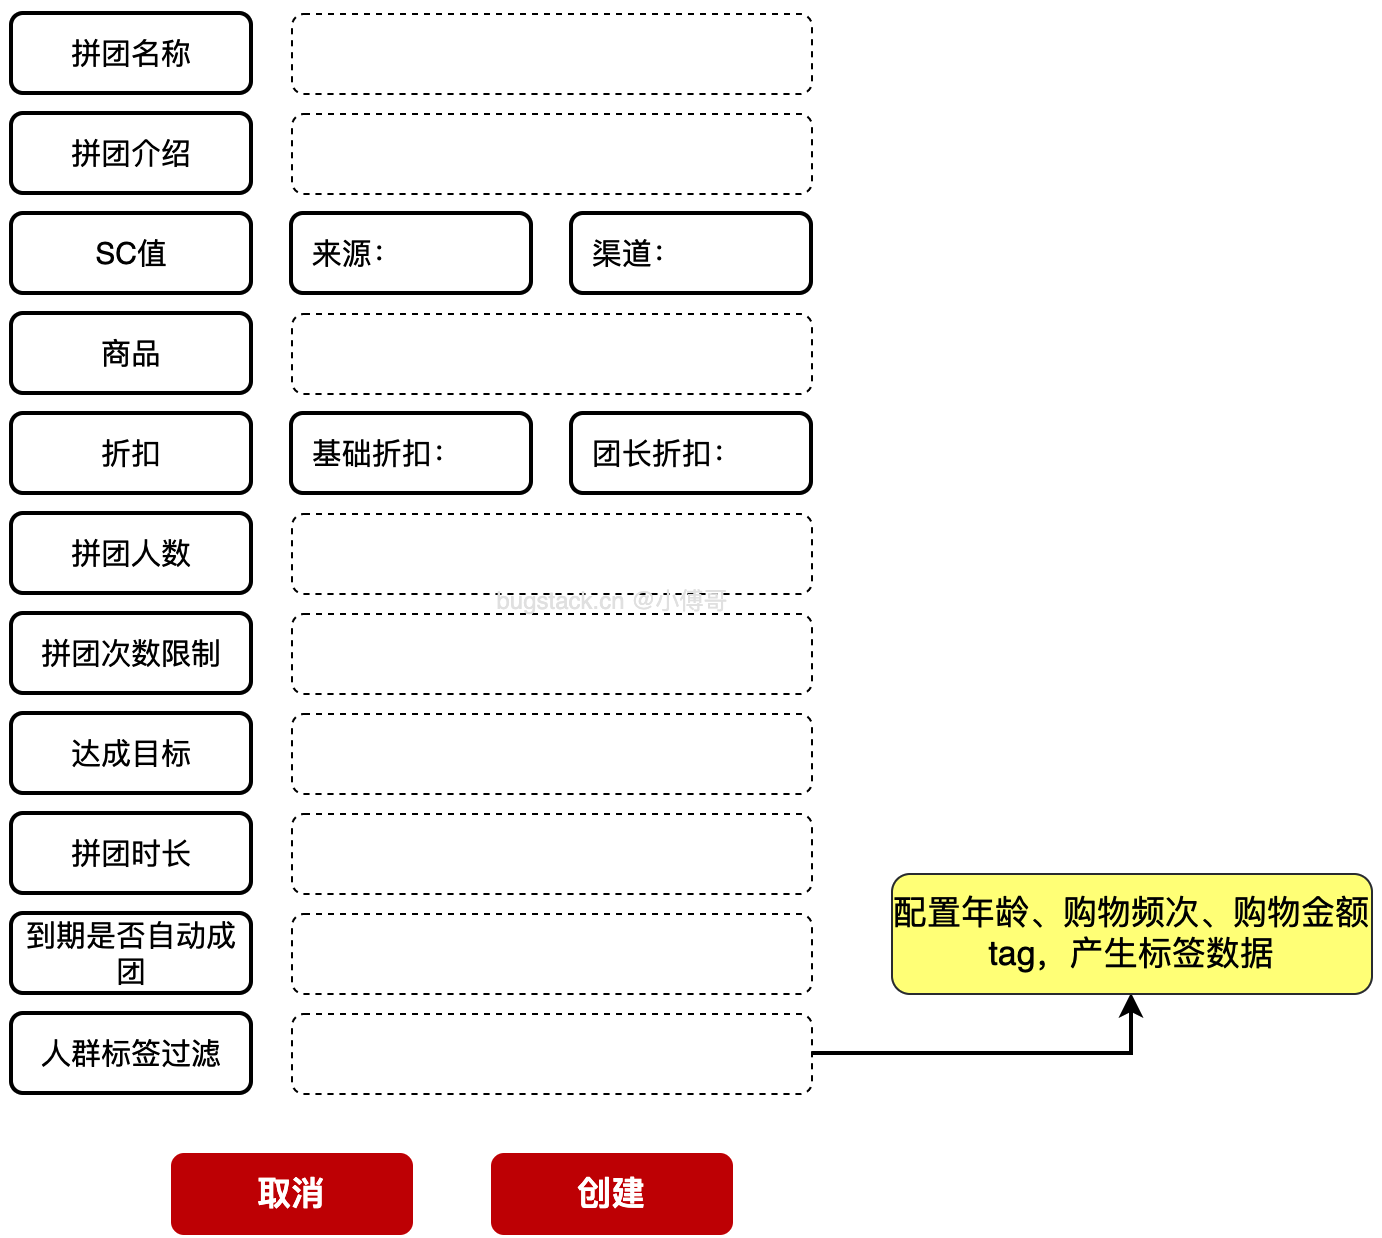 拼团名称
拼团介绍
SC值
来源：
渠道：
商品
折扣
基础折扣：
团长折扣：
拼团人数
bugstack.cn @小傅哥
拼团次数限制
达成目标
拼团时长
到期是否自动成
团
配置年龄、购物频次、购物金额
tag，产生标签数据
人群标签过滤
取消
创建